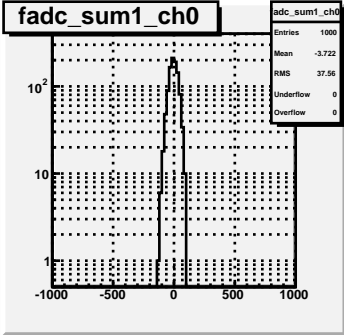 fadc_sum1_ch0
adc_sum1_ch0
Entries 1000
Mean -3.722
RMS 37.56
Underflow 0
Overflow 0
10²
10
1
-1000 -500 0 500 1000